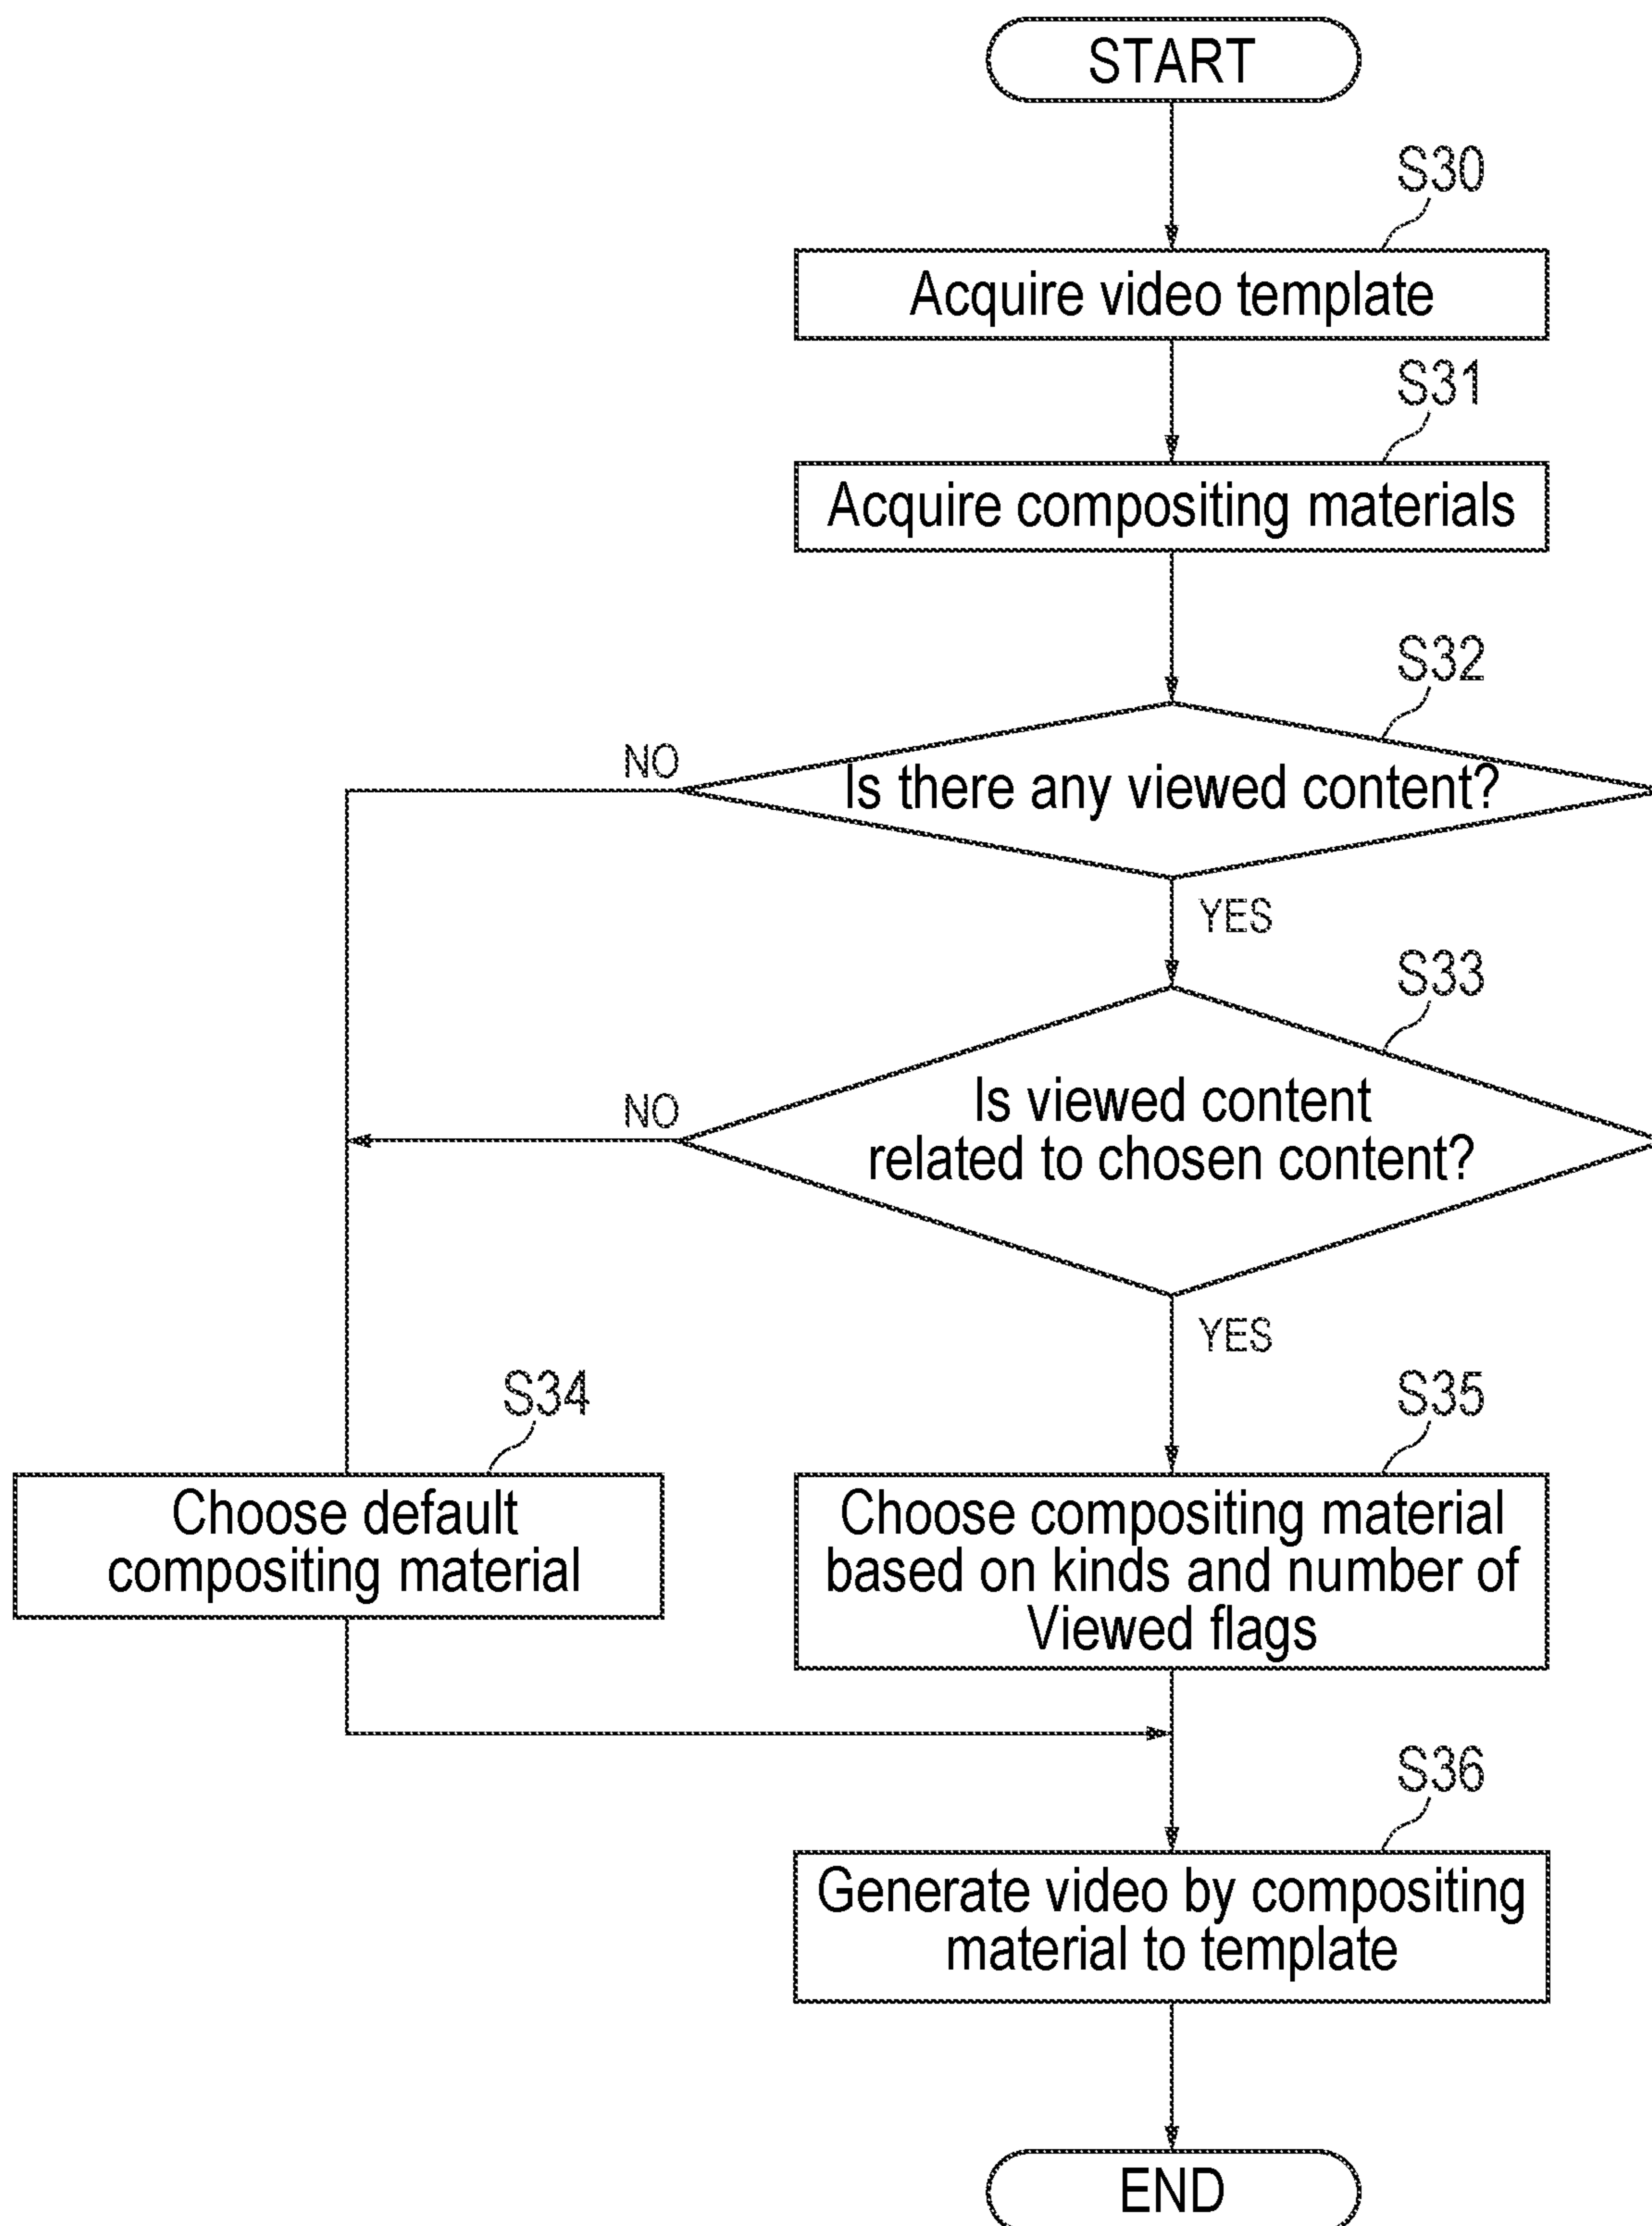 START
S30
Acquire video template
S31
Acquire compositing materials
S32
NO
Is there any viewed content?
YES
S33
NO
Is viewed content
related to chosen content?
YES
S34
Choose default
compositing material
S35
Choose compositing material
based on kinds and number of
Viewed flags
S36
Generate video by compositing
material to template
END